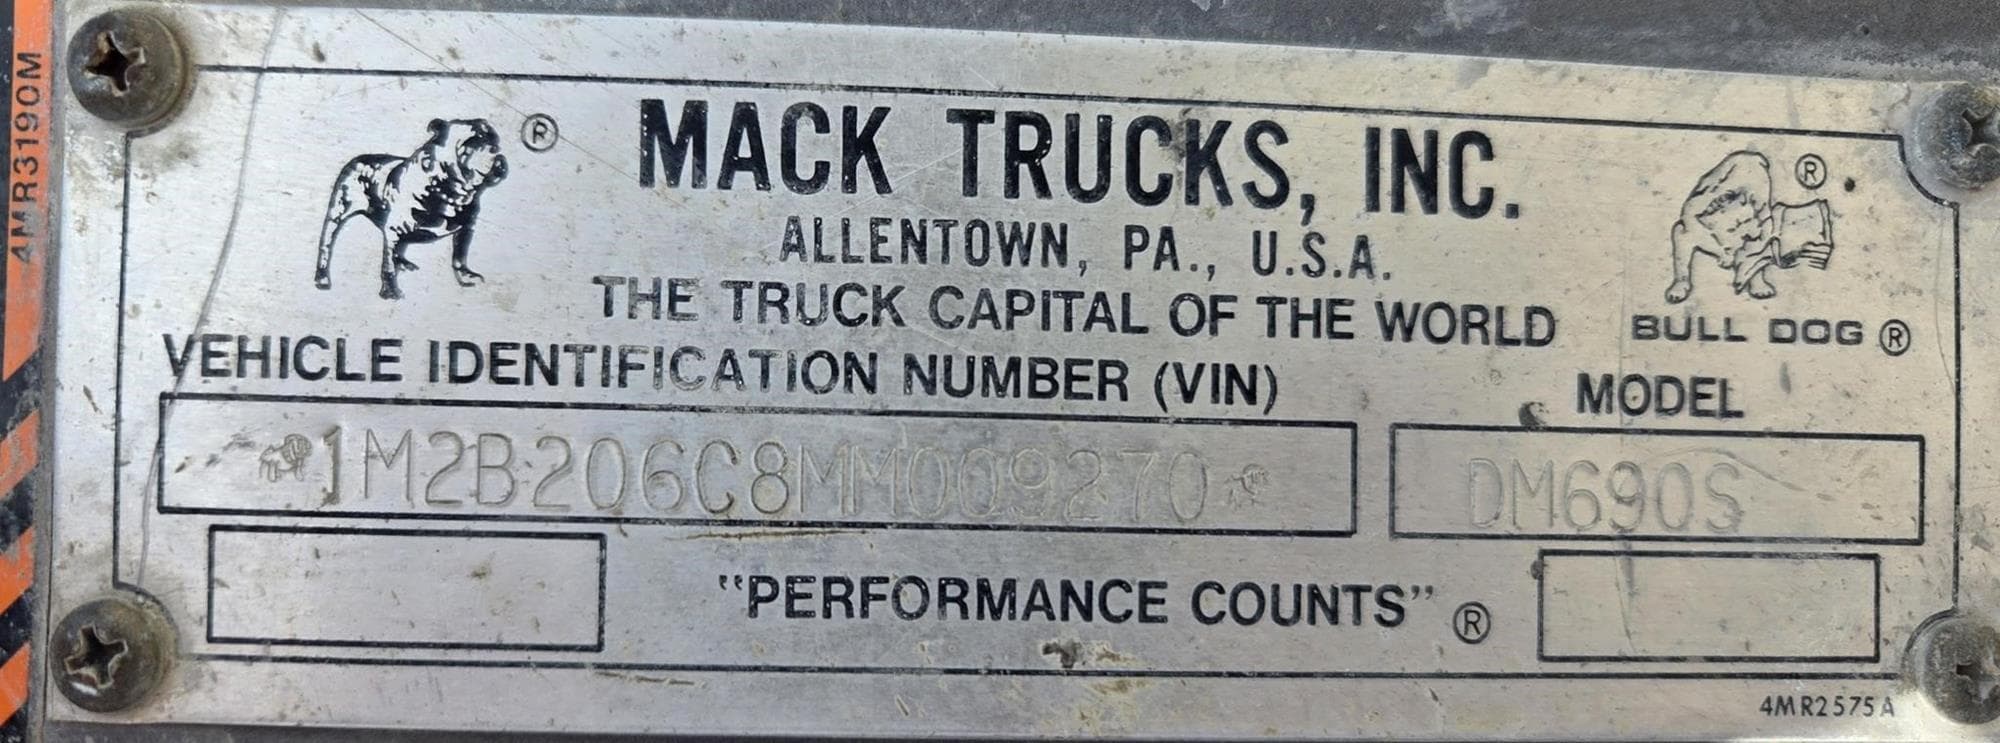 4MR3190M
® MACK TRUCKS, INC. ®
ALLENTOWN, PA., U.S.A.
THE TRUCK CAPITAL OF THE WORLD
BULL DOG ®
VEHICLE IDENTIFICATION NUMBER (VIN)
MODEL
1M2B206C8MM009270
DM690S
"PERFORMANCE COUNTS" ®
4MR2575A